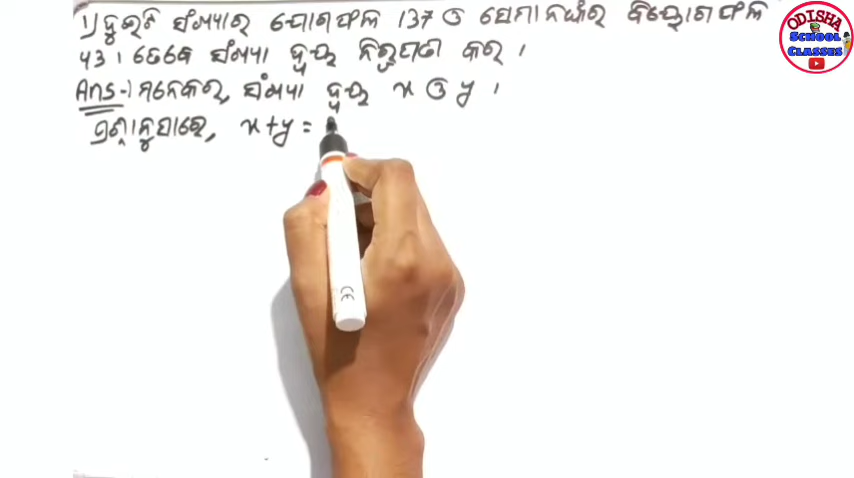 1) ଦୁଇଟି ସଂଖ୍ୟାର ଯୋଗଫଳ 137 ଓ ସେମାନଙ୍କର ବିୟୋଗଫଳ
43। ତେବେ ସଂଖ୍ୟା ଦ୍ୱୟ ନିରୂପଣ କର ।
Ans-) ମନେକର, ସଂଖ୍ୟା ଦ୍ୱୟ x ଓ y ।
ପ୍ରଶ୍ନାନୁସାରେ, x+y =
ODISHA
SCHOOL
CLASSES